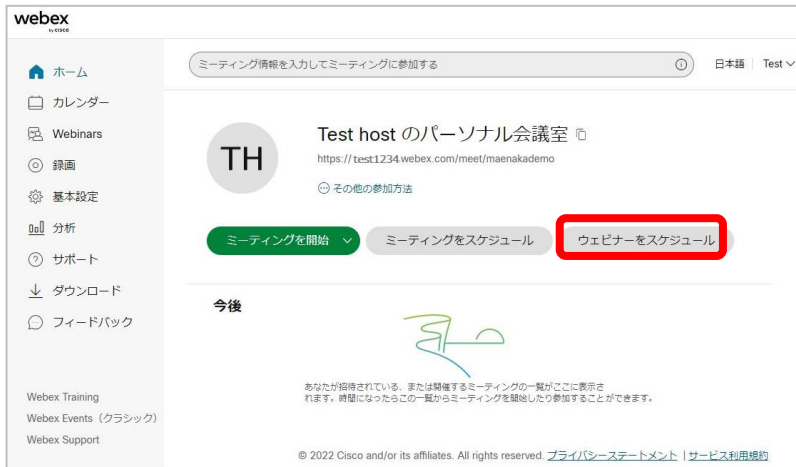 webex
by CISCO
ミーティング情報を入力してミーティングに参加する
日本語
Test
ホーム
カレンダー
Webinars
録画
基本設定
分析
サポート
ダウンロード
フィードバック
Webex Training
Webex Events（クラシック）
Webex Support
TH
Test host のパーソナル会議室
https://test1234.webex.com/meet/maenakademo
その他の参加方法
ミーティングを開始
ミーティングをスケジュール
ウェビナーをスケジュール
今後
あなたが招待されている、または開催するミーティングの一覧がここに表示さ
れます。時間になったらこの一覧からミーティングを開始したり参加することができます。
© 2022 Cisco and/or its affiliates. All rights reserved. プライバシーステートメント | サービス利用規約